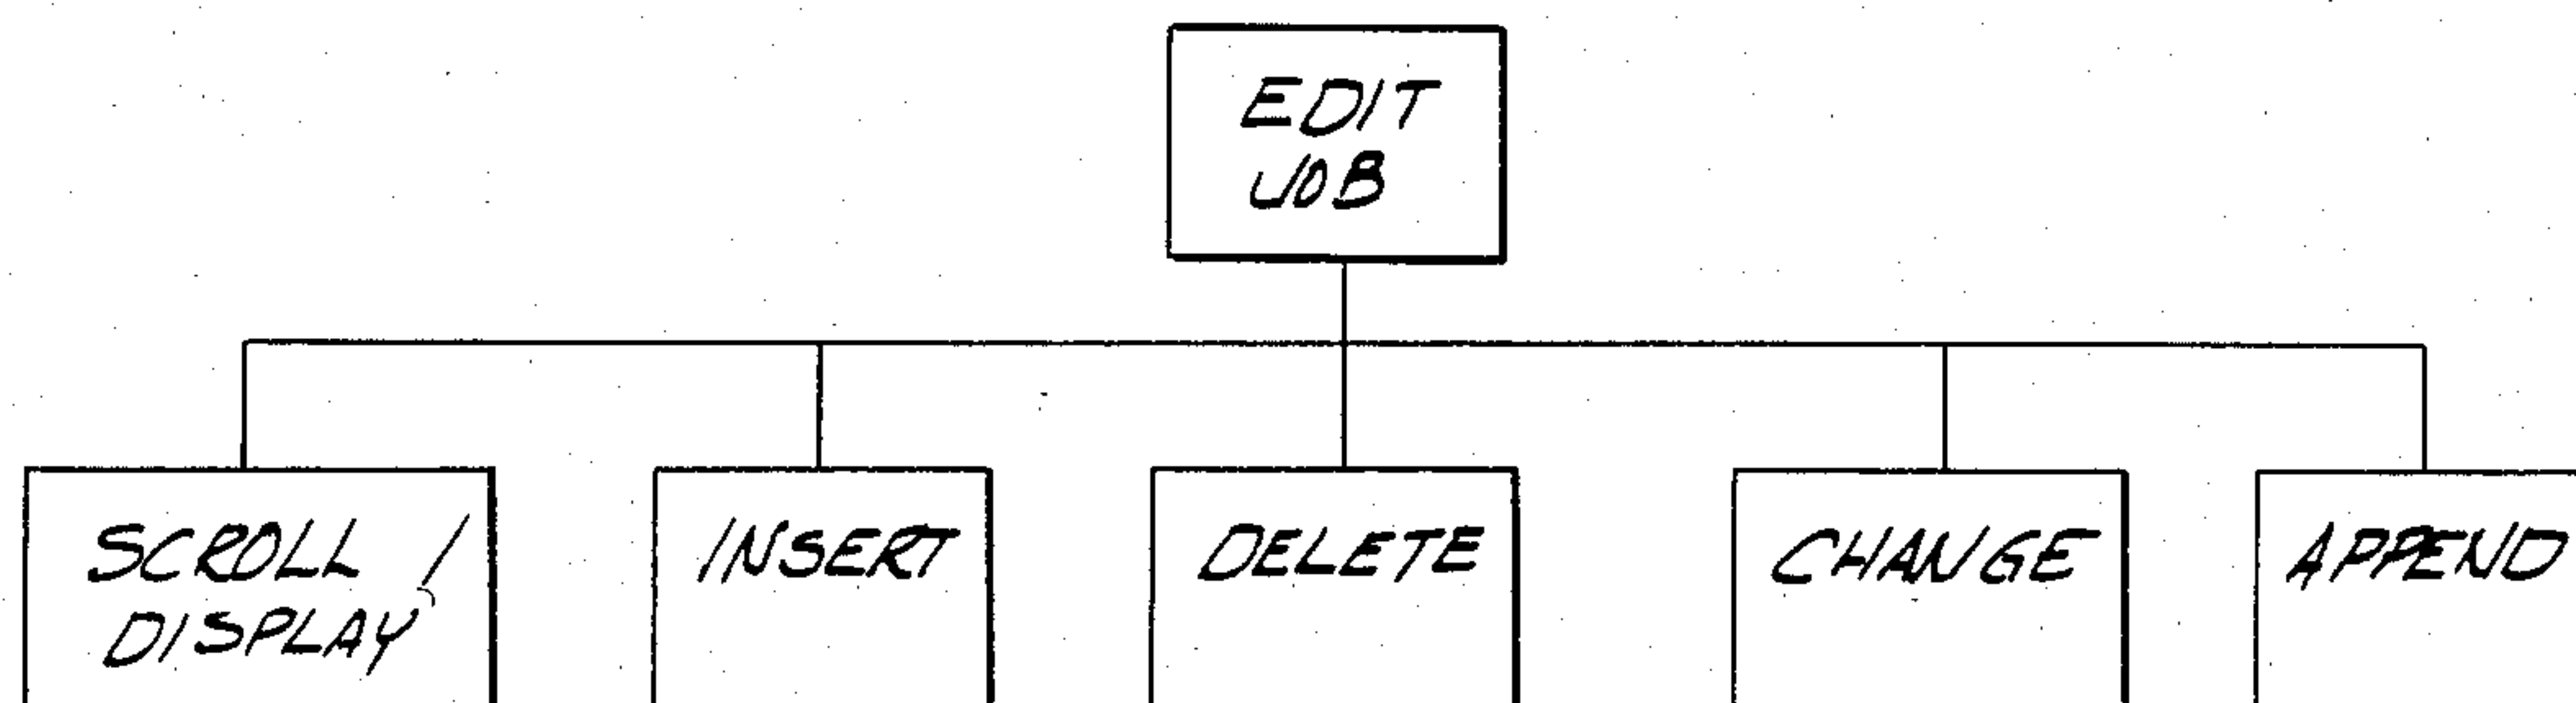 EDIT
JOB
SCROLL /
DISPLAY
INSERT
DELETE
CHANGE
APPEND